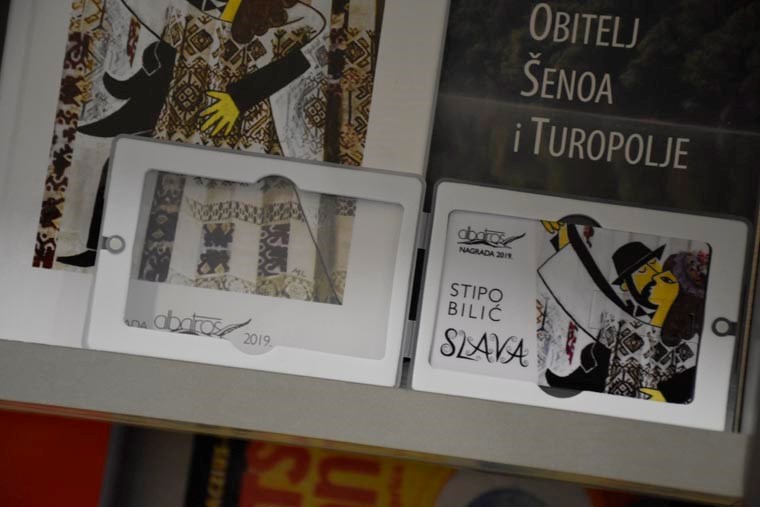 OBITELJ
ŠENOA
i TUROPOLJE
albatros
2019.
albatros
NAGRADA 2019.
STIPO
BILIĆ
SLAVA